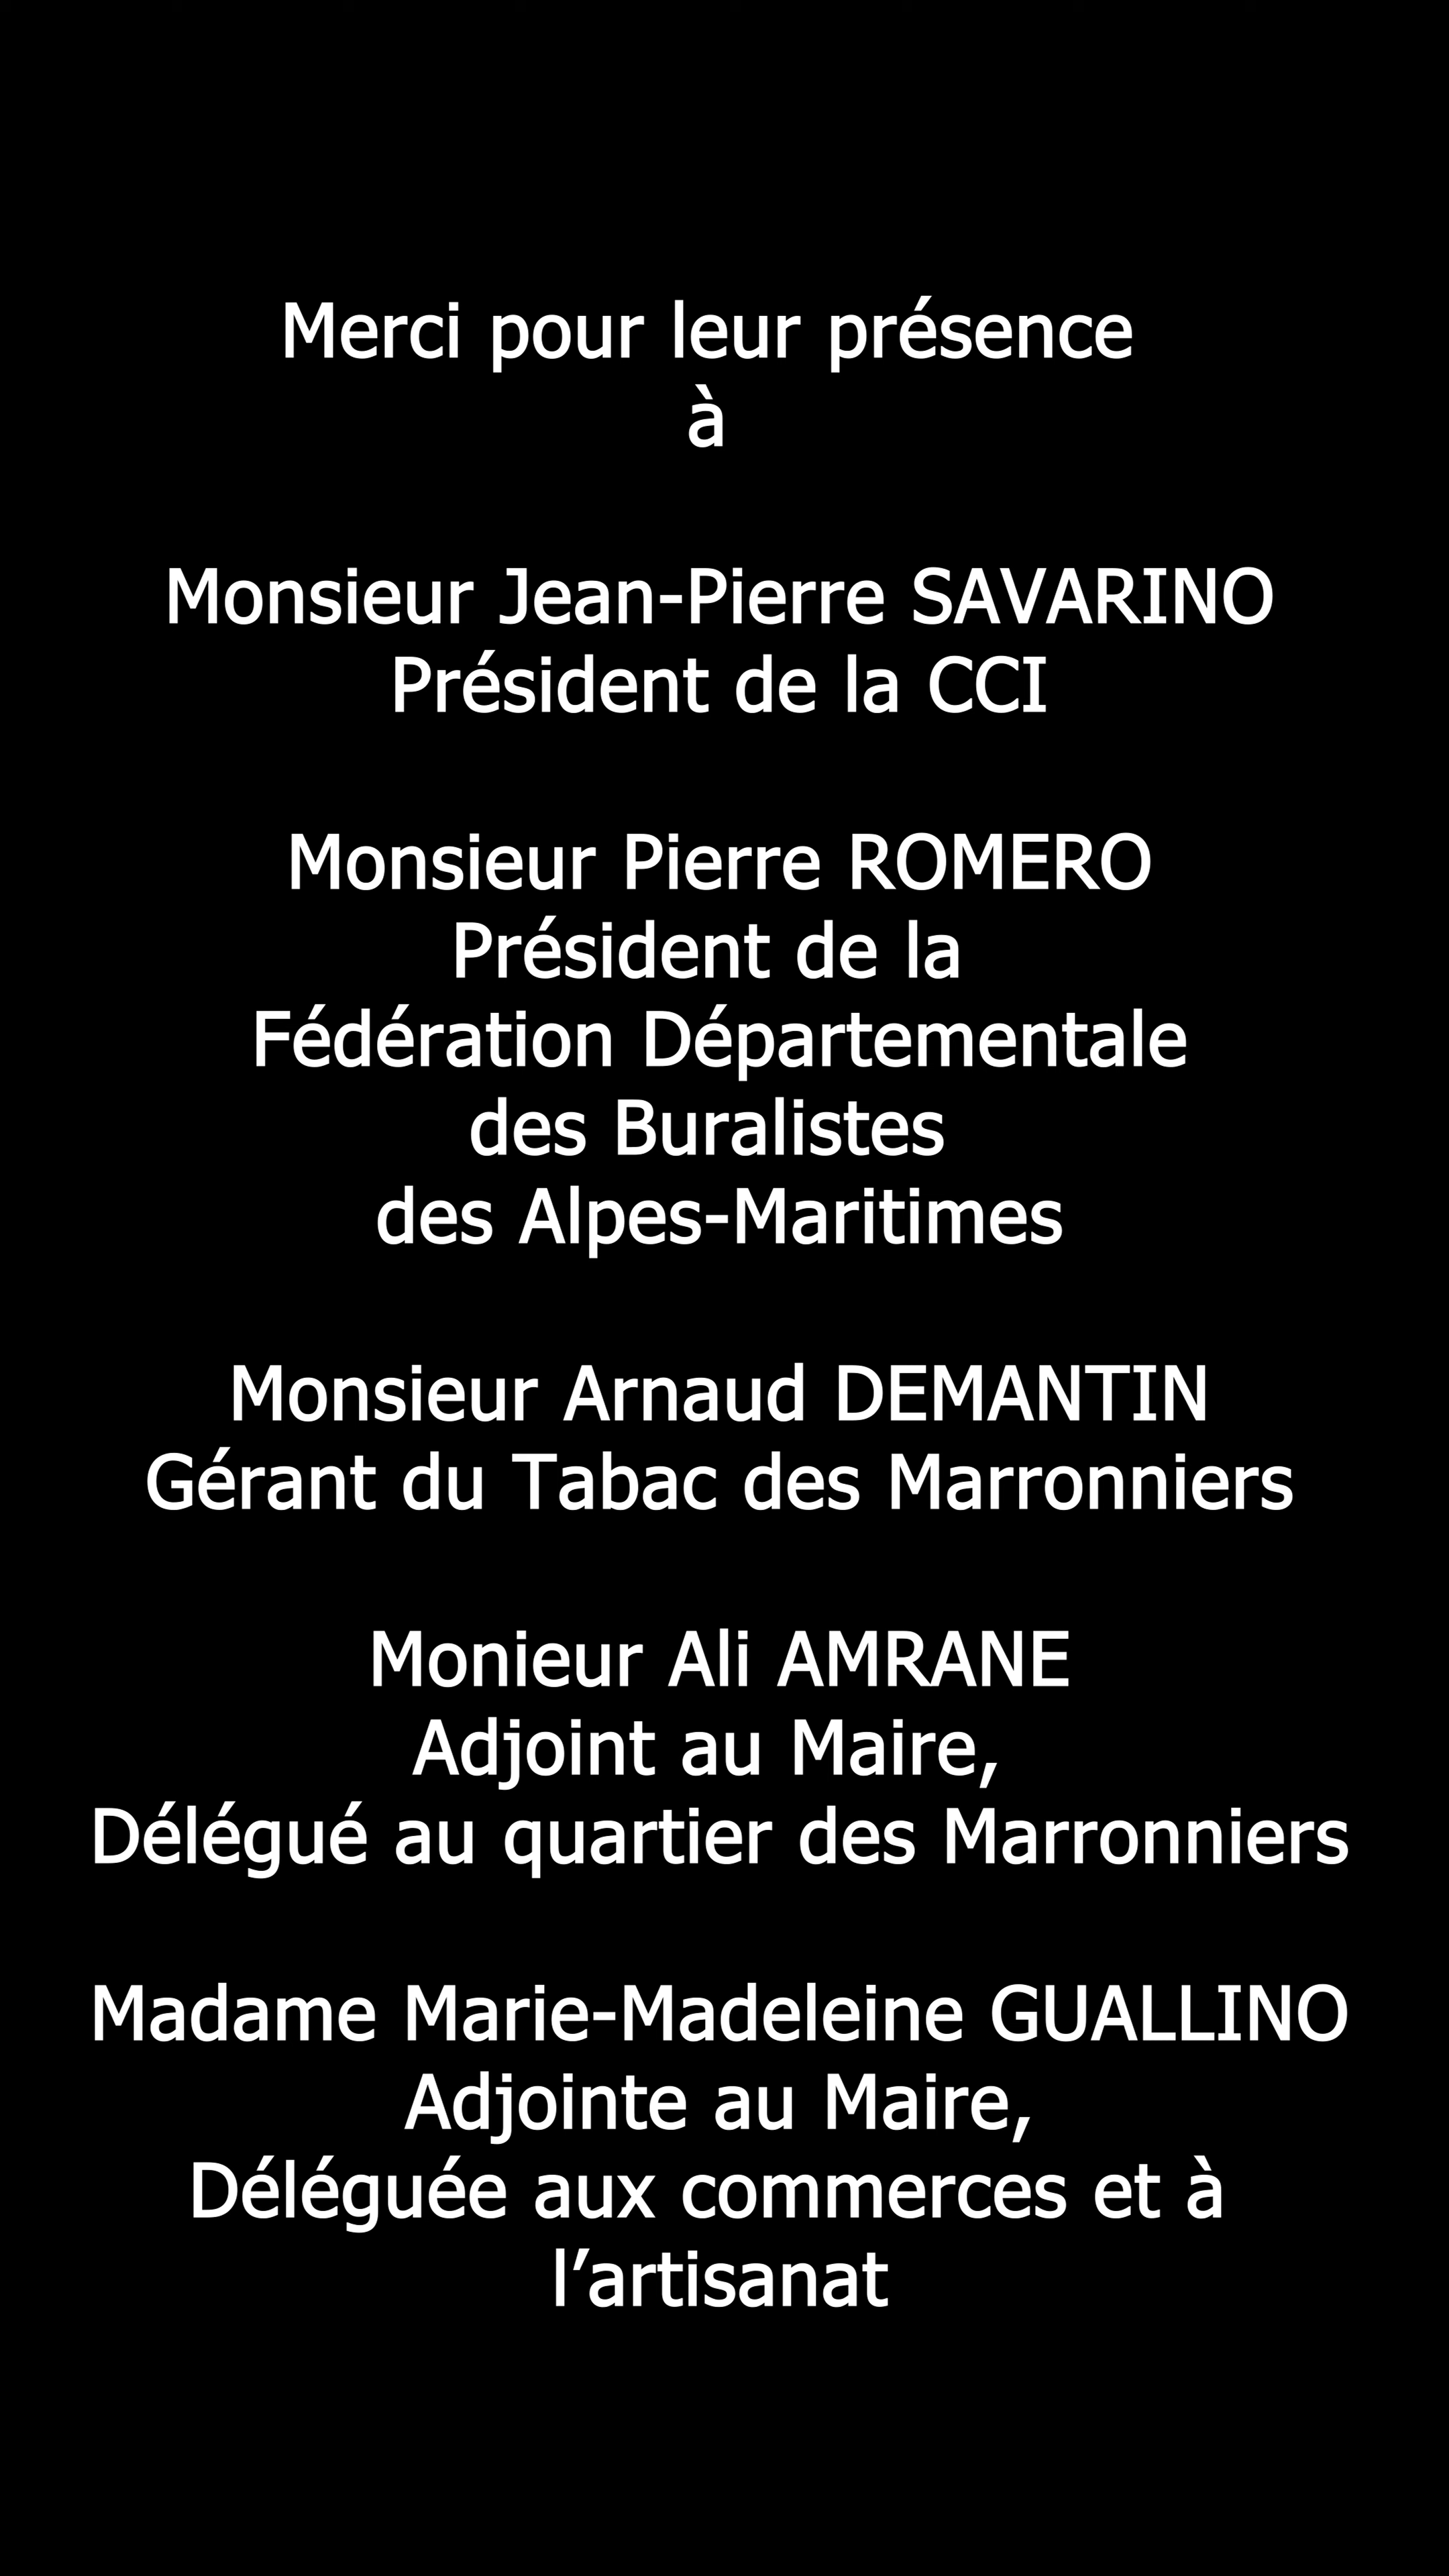 Merci pour leur présence
à
Monsieur Jean-Pierre SAVARINO
Président de la CCI
Monsieur Pierre ROMERO
Président de la
Fédération Départementale
des Buralistes
des Alpes-Maritimes
Monsieur Arnaud DEMANTIN
Gérant du Tabac des Marronniers
Monieur Ali AMRANE
Adjoint au Maire,
Délégué au quartier des Marronniers
Madame Marie-Madeleine GUALLINO
Adjointe au Maire,
Déléguée aux commerces et à
l’artisanat